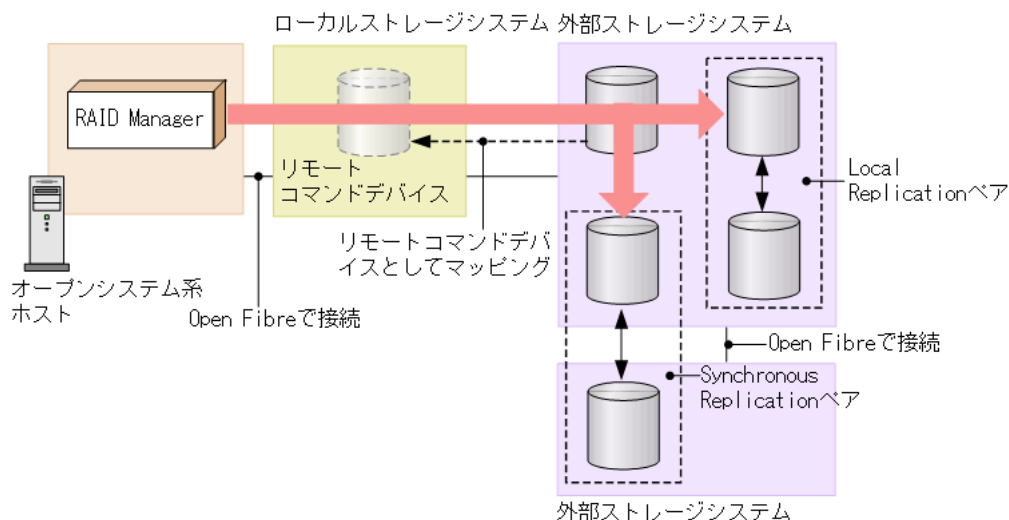 ローカルストレージシステム
外部ストレージシステム
RAID Manager
リモート
コマンドデバイス
Local
Replicationペア
リモートコマンドデバ
イスとしてマッピング
オープンシステム系
ホスト
Open Fibreで接続
Open Fibreで接続
Synchronous
Replicationペア
外部ストレージシステム